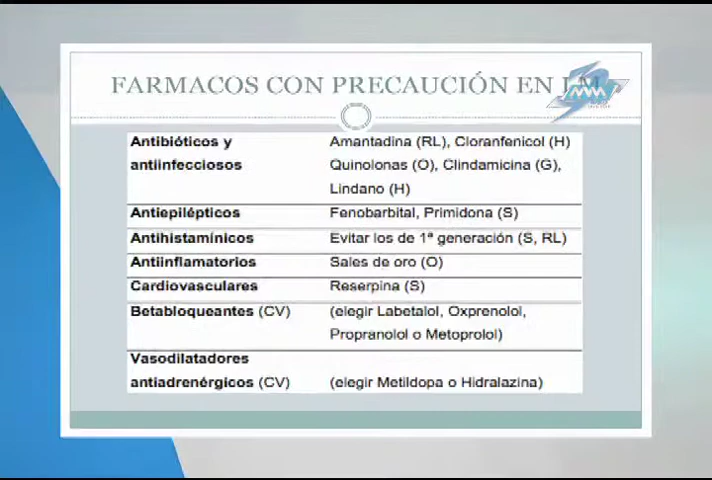 FARMACOS CON PRECAUCIÓN EN LM
Antibióticos y
antiinfecciosos
Amantadina (RL), Cloranfenicol (H)
Quinolonas (O), Clindamicina (G),
Lindano (H)
Antiepilépticos
Fenobarbital, Primidona (S)
Antihistamínicos
Evitar los de 1ª generación (S, RL)
Antiinflamatorios
Sales de oro (O)
Cardiovasculares
Reserpina (S)
Betabloqueantes (CV)
(elegir Labetalol, Oxprenolol,
Propranolol o Metoprolol)
Vasodilatadores
antiadrenérgicos (CV)
(elegir Metildopa o Hidralazina)